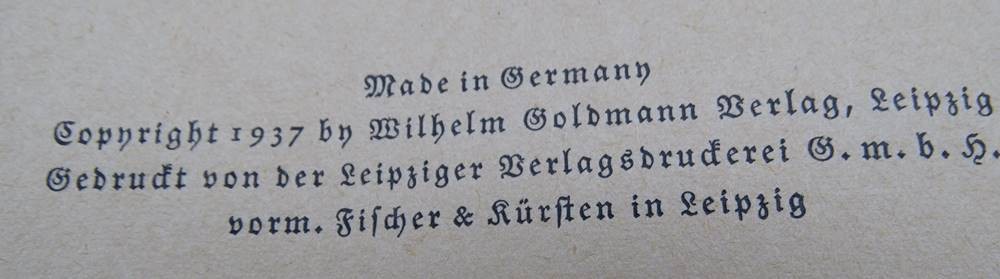 Made in Germany
Copyright 1937 by Wilhelm Goldmann Verlag, Leipzig
Gedruckt von der Leipziger Verlagsdruckerei G. m. b. H.
vorm. Fiſcher & Kürſten in Leipzig